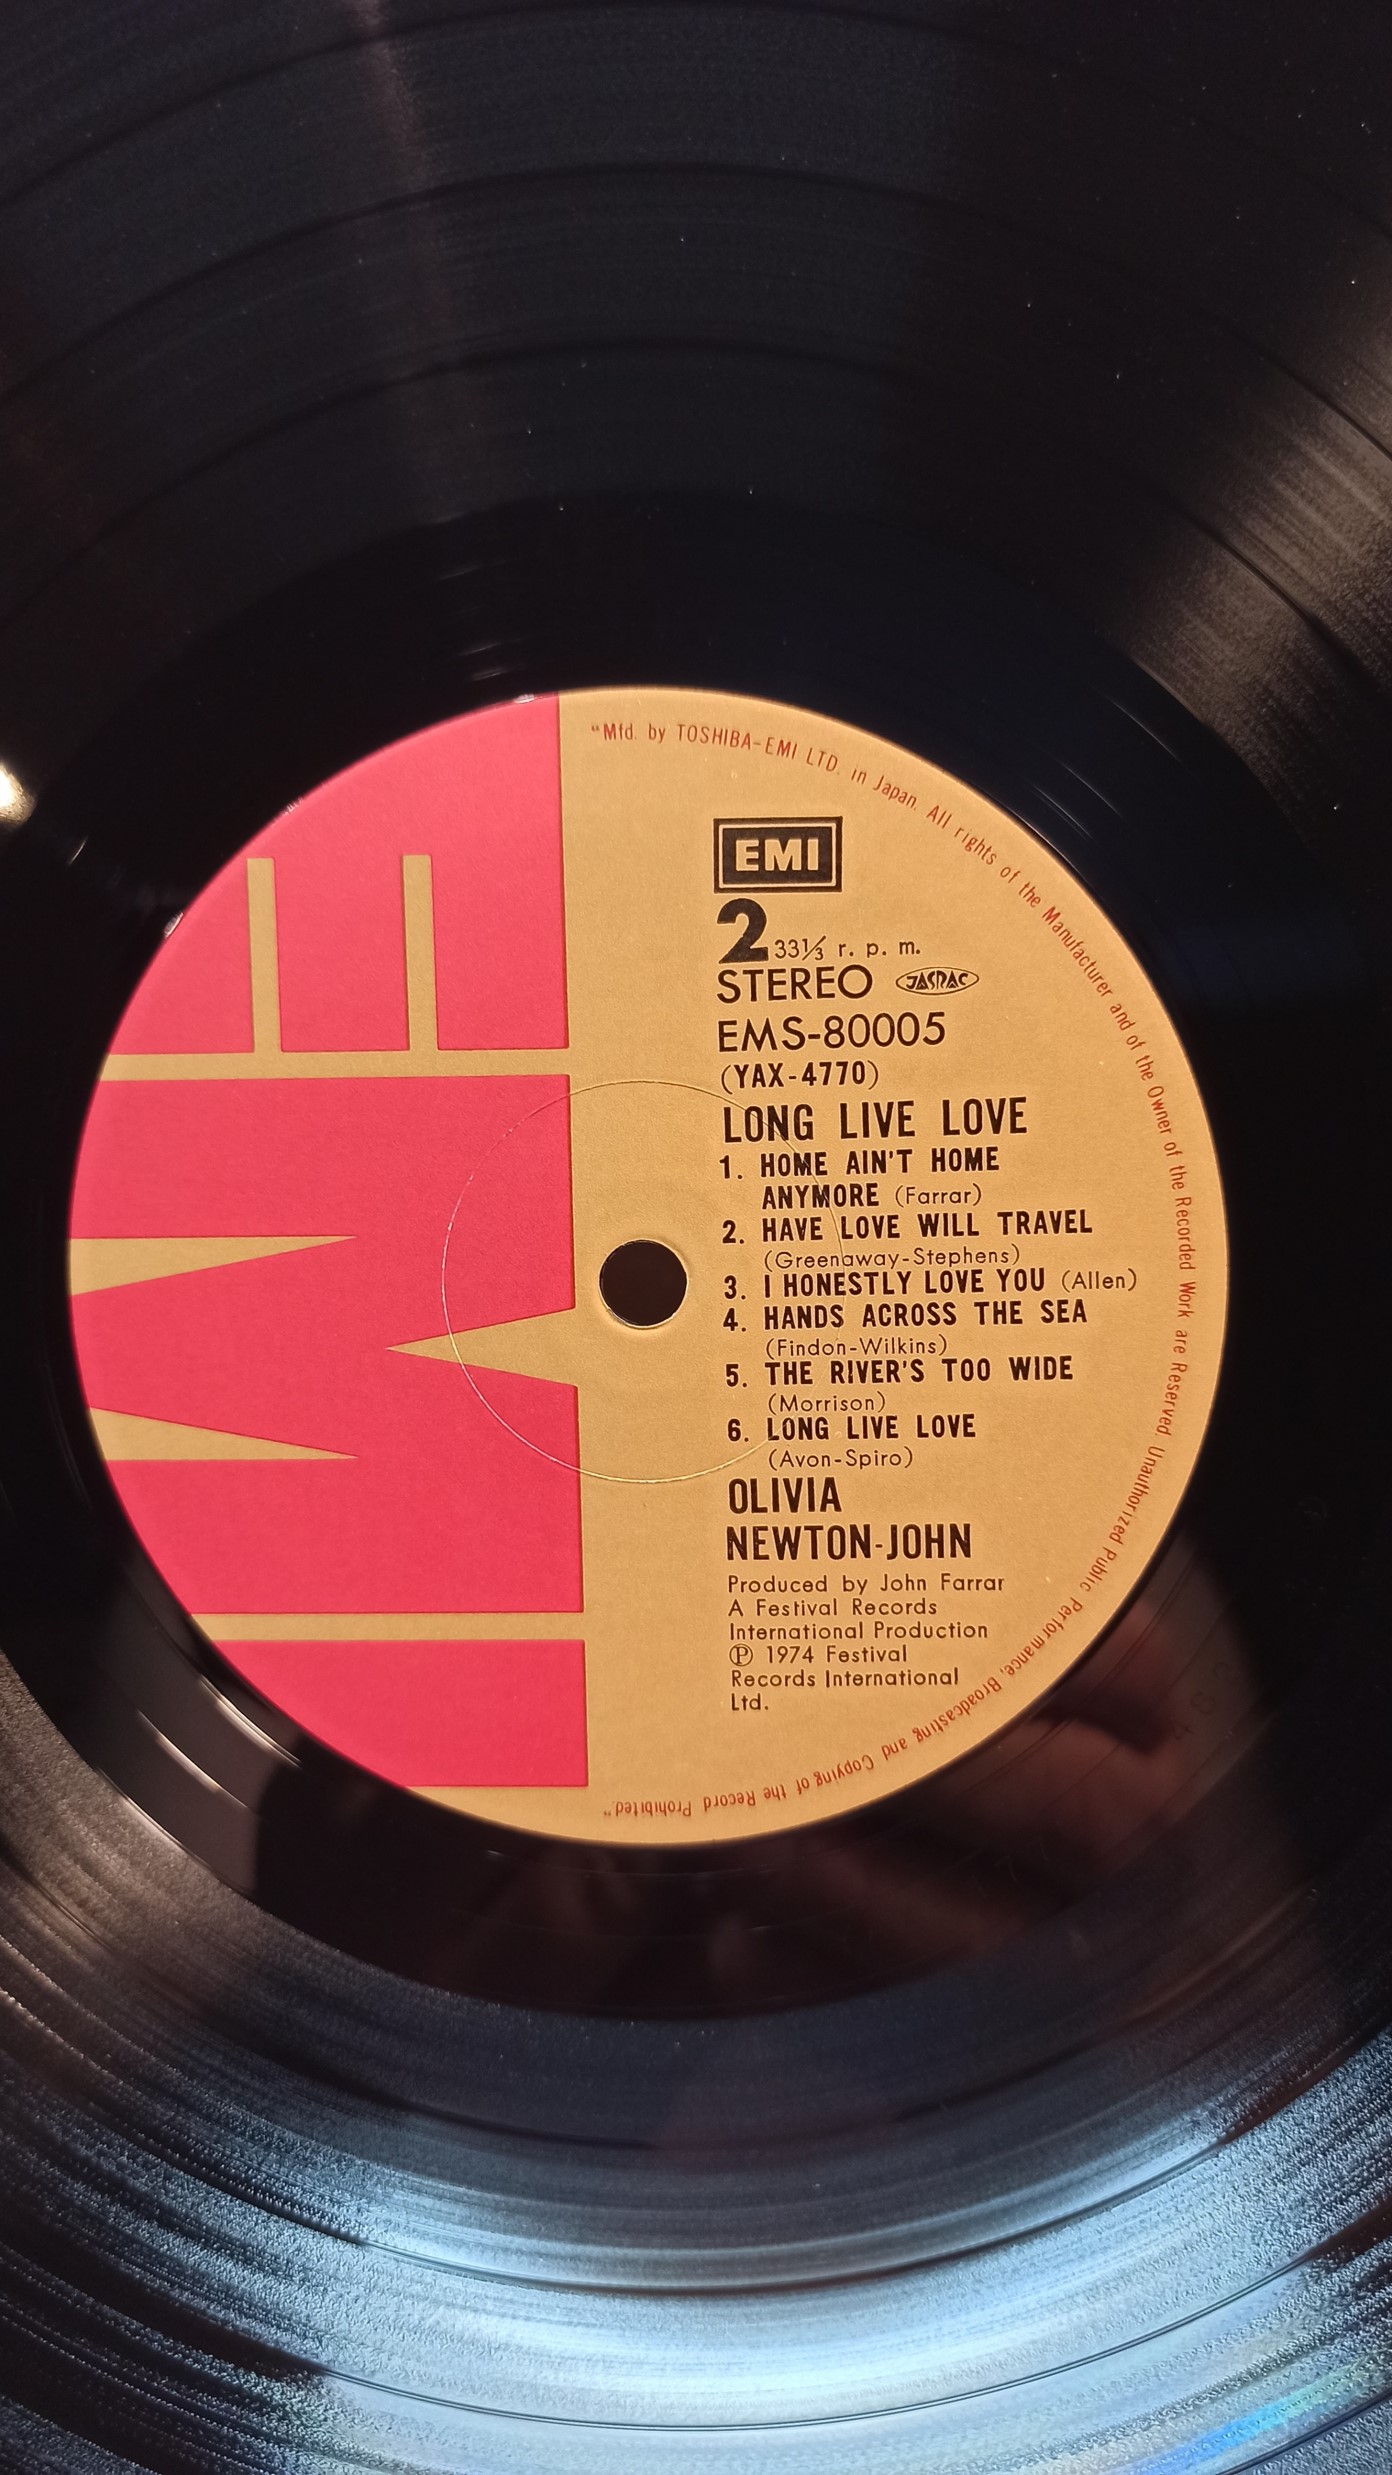 "Mfd. by TOSHIBA-EMI LTD. in Japan. All rights of the Manufacturer and of the Owner of the Recorded Work are Reserved. Unauthorized Public Performance, Broadcasting and Copying of the Record Prohibited."
EMI
2 33⅓ r. p. m.
STEREO JASRAC
EMS-80005
(YAX-4770)
LONG LIVE LOVE
1. HOME AIN'T HOME
ANYMORE (Farrar)
2. HAVE LOVE WILL TRAVEL
(Greenaway-Stephens)
3. I HONESTLY LOVE YOU (Allen)
4. HANDS ACROSS THE SEA
(Findon-Wilkins)
5. THE RIVER'S TOO WIDE
(Morrison)
6. LONG LIVE LOVE
(Avon-Spiro)
OLIVIA
NEWTON-JOHN
Produced by John Farrar
A Festival Records
International Production
Ⓟ 1974 Festival
Records International
Ltd.
EMI